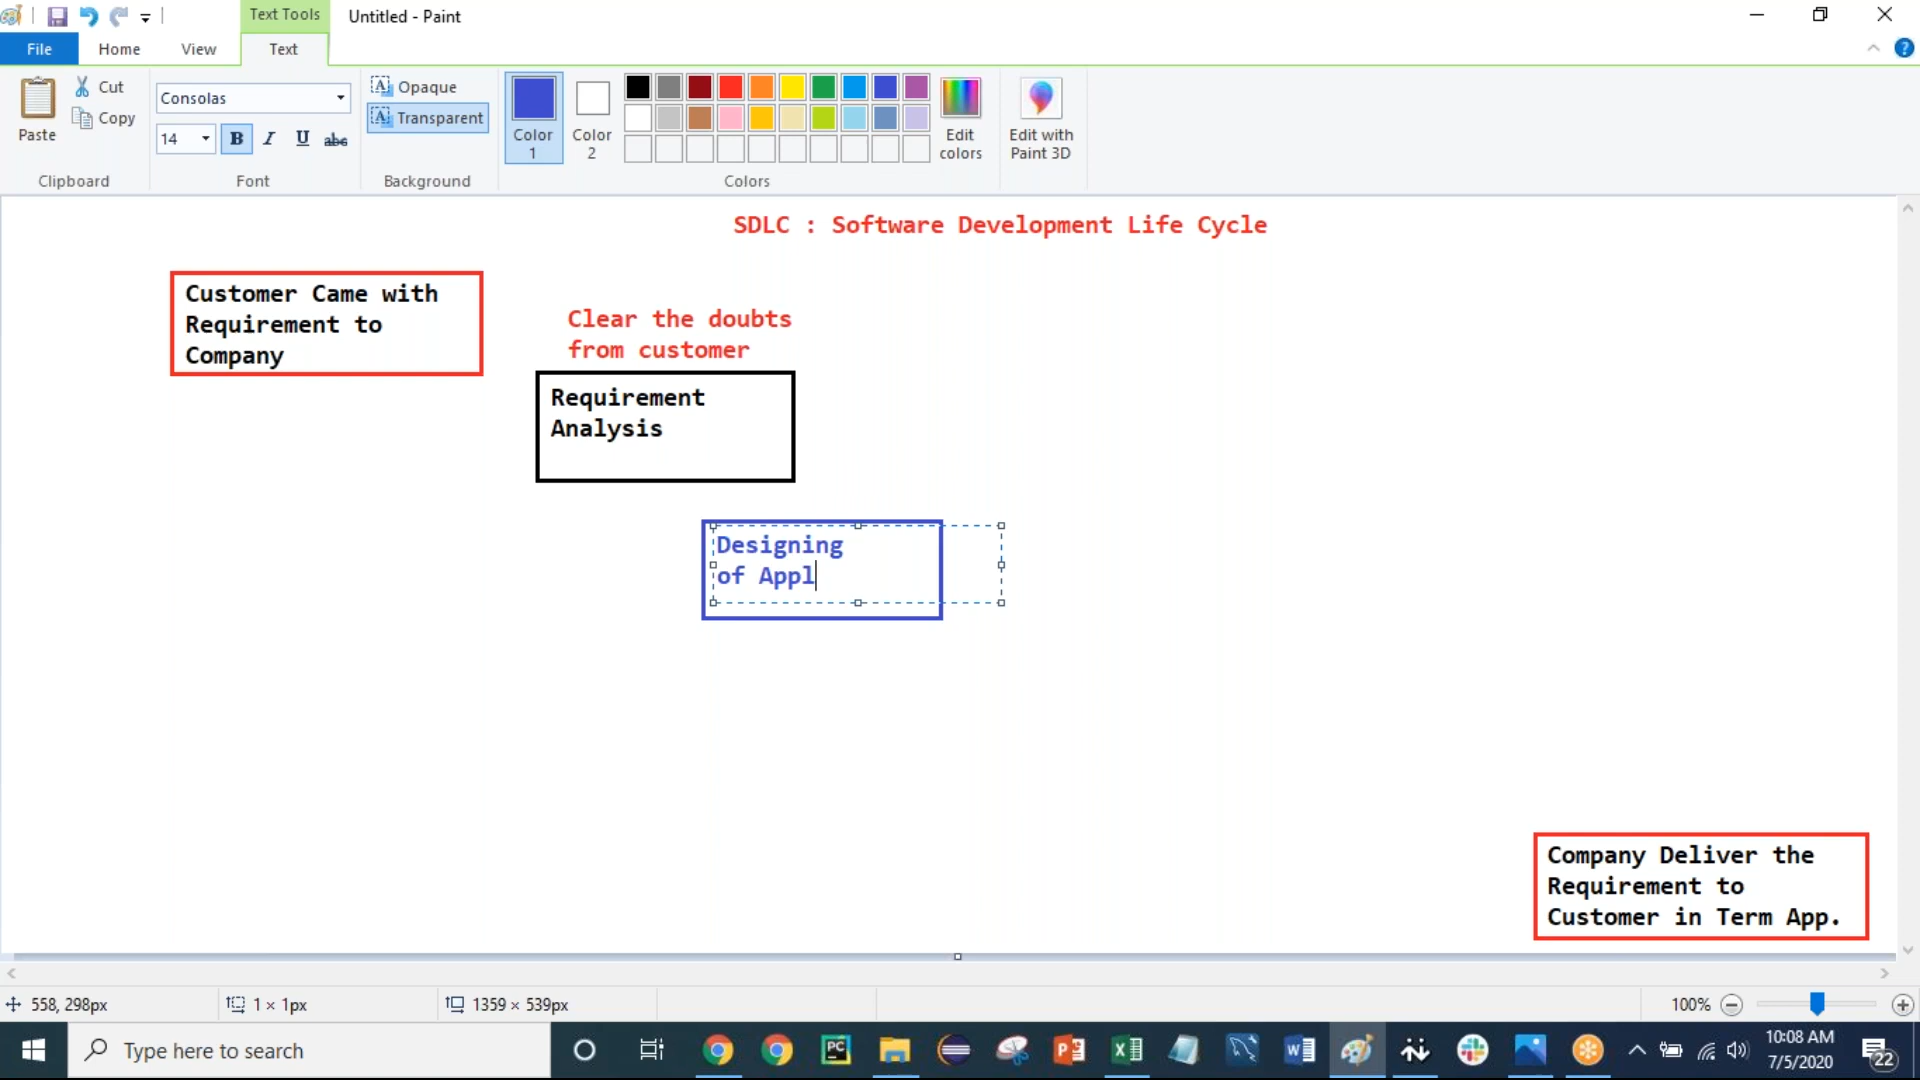 Text Tools
Untitled - Paint
File
Home
View
Text
Paste
Cut
Copy
Clipboard
Consolas
14
B
I
U
abc
Font
Opaque
Transparent
Background
Color
1
Color
2
Edit
colors
Colors
Edit with
Paint 3D
SDLC : Software Development Life Cycle
Customer Came with
Requirement to
Company
Clear the doubts
from customer
Requirement
Analysis
Designing
of Appl
Company Deliver the
Requirement to
Customer in Term App.
558, 298px
1 × 1px
1359 × 539px
100%
Type here to search
10:08 AM
7/5/2020
22